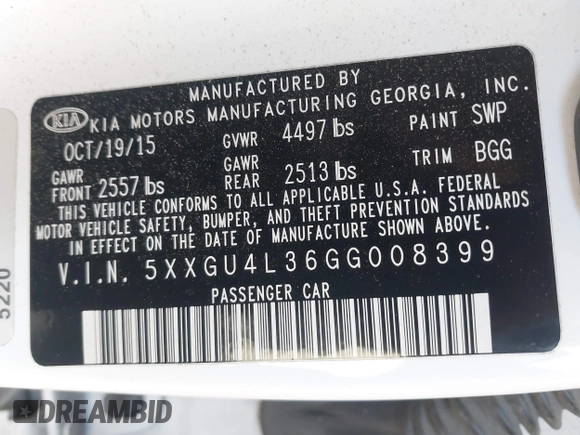 MANUFACTURED BY
KIA KIA MOTORS MANUFACTURING GEORGIA, INC.
OCT/19/15 GVWR 4497 lbs PAINT SWP
GAWR FRONT 2557 lbs GAWR REAR 2513 lbs TRIM BGG
THIS VEHICLE CONFORMS TO ALL APPLICABLE U.S.A. FEDERAL
MOTOR VEHICLE SAFETY, BUMPER, AND THEFT PREVENTION STANDARDS
IN EFFECT ON THE DATE OF MANUFACTURE SHOWN ABOVE.
V.I.N. 5XXGU4L36GG008399
PASSENGER CAR
5220
DREAMBID